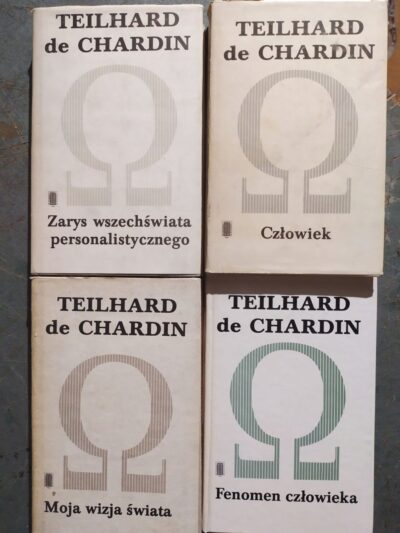 TEILHARD
de CHARDIN
Ω
Zarys wszechświata
personalistycznego
TEILHARD
de CHARDIN
Ω
Człowiek
TEILHARD
de CHARDIN
Ω
Moja wizja świata
TEILHARD
de CHARDIN
Ω
Fenomen człowieka